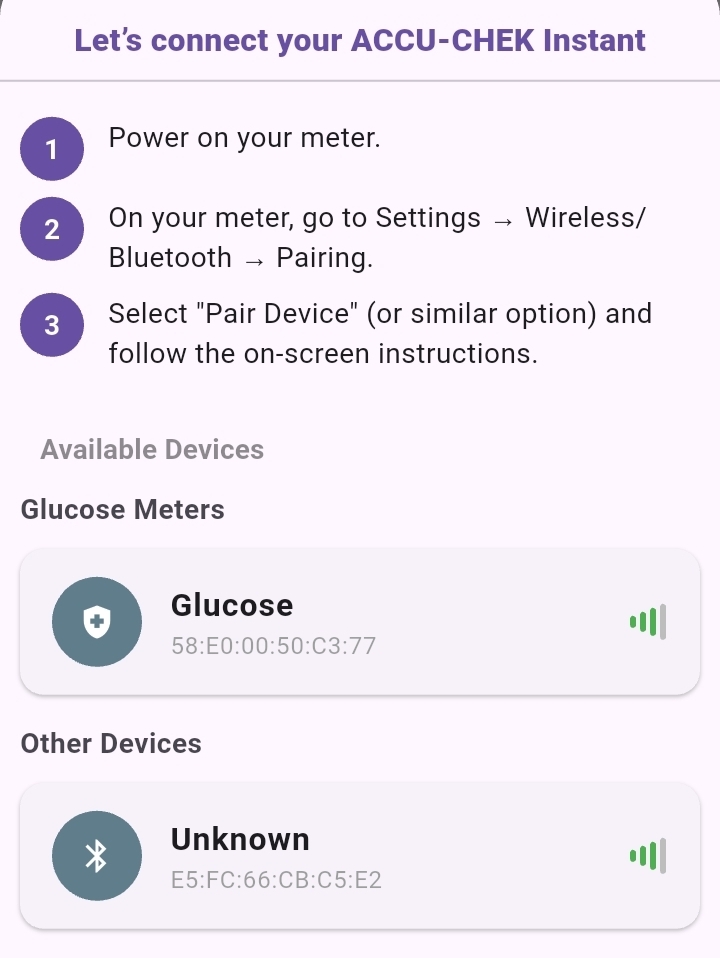 Let’s connect your ACCU-CHEK Instant
1
Power on your meter.
2
On your meter, go to Settings → Wireless/
Bluetooth → Pairing.
3
Select "Pair Device" (or similar option) and
follow the on-screen instructions.
Available Devices
Glucose Meters
Glucose
58:E0:00:50:C3:77
Other Devices
Unknown
E5:FC:66:CB:C5:E2